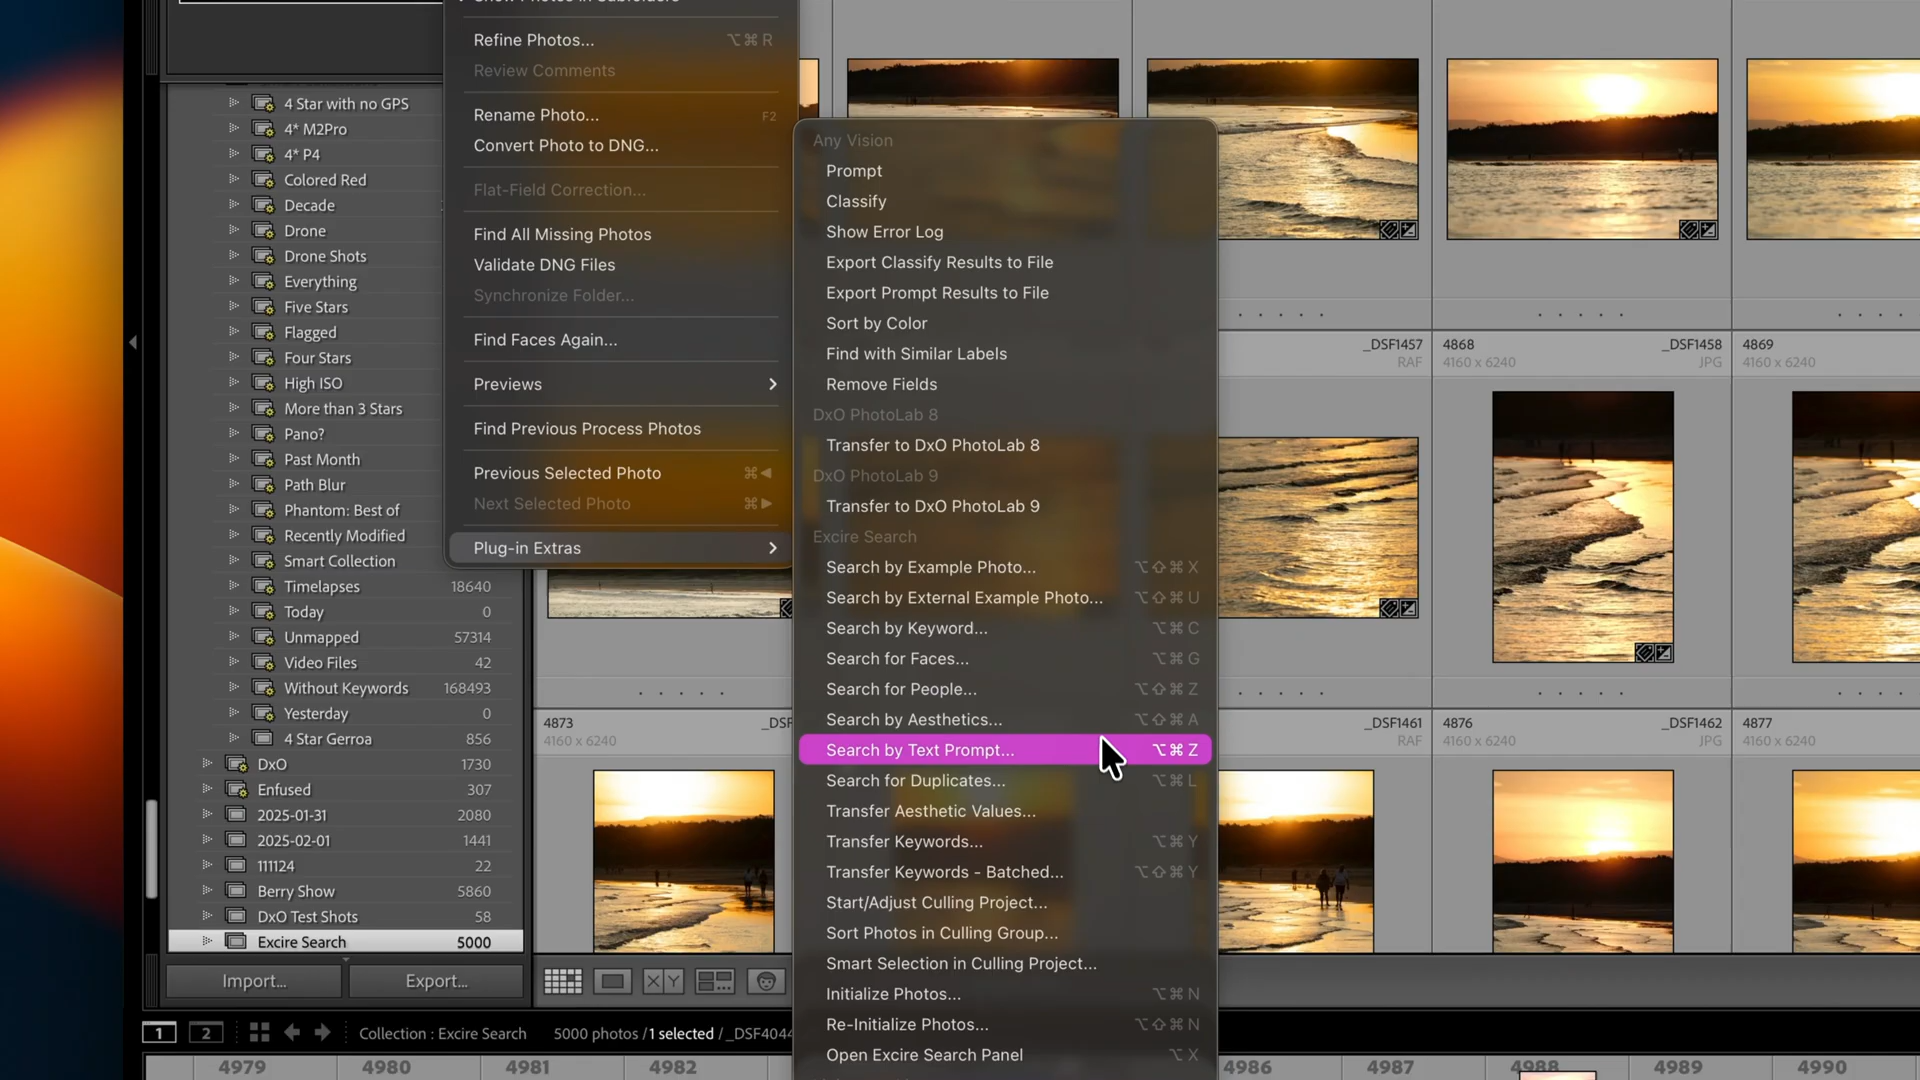 Show Photos in Subfolders
Refine Photos... ⌥⌘R
Review Comments
Rename Photo... F2
Convert Photo to DNG...
Flat-Field Correction...
Find All Missing Photos
Validate DNG Files
Synchronize Folder...
Find Faces Again...
Previews
Find Previous Process Photos
Previous Selected Photo ⌘◀
Next Selected Photo ⌘▶
Plug-in Extras
Any Vision
Prompt
Classify
Show Error Log
Export Classify Results to File
Export Prompt Results to File
Sort by Color
Find with Similar Labels
Remove Fields
DxO PhotoLab 8
Transfer to DxO PhotoLab 8
DxO PhotoLab 9
Transfer to DxO PhotoLab 9
Excire Search
Search by Example Photo... ⌥⇧⌘X
Search by External Example Photo... ⌥⇧⌘U
Search by Keyword... ⌥⌘C
Search for Faces... ⌥⌘G
Search for People... ⌥⇧⌘Z
Search by Aesthetics... ⌥⇧⌘A
Search by Text Prompt... ⌥⌘Z
Search for Duplicates... ⌥⌘L
Transfer Aesthetic Values...
Transfer Keywords... ⌥⌘Y
Transfer Keywords - Batched... ⌥⇧⌘Y
Start/Adjust Culling Project...
Sort Photos in Culling Group...
Smart Selection in Culling Project...
Initialize Photos... ⌥⌘N
Re-Initialize Photos... ⌥⇧⌘N
Open Excire Search Panel ⌥X
4 Star with no GPS
4* M2Pro
4* P4
Colored Red
Decade
Drone
Drone Shots
Everything
Five Stars
Flagged
Four Stars
High ISO
More than 3 Stars
Pano?
Past Month
Path Blur
Phantom: Best of
Recently Modified
Smart Collection
Timelapses 18640
Today 0
Unmapped 57314
Video Files 42
Without Keywords 168493
Yesterday 0
4 Star Gerroa 856
DxO 1730
Enfused 307
2025-01-31 2080
2025-02-01 1441
111124 22
Berry Show 5860
DxO Test Shots 58
Excire Search 5000
Import... Export...
_DSF1457
RAF
4868 _DSF1458
4160 x 6240 JPG
4869
4160 x 6240
4873 _DSF
4160 x 6240
_DSF1461
RAF
4876 _DSF1462
4160 x 6240 JPG
4877
4160 x 6240
X Y
1 2 Collection : Excire Search 5000 photos / 1 selected / _DSF4044
4979 4980 4981 4982 4986 4987 4988 4989 4990